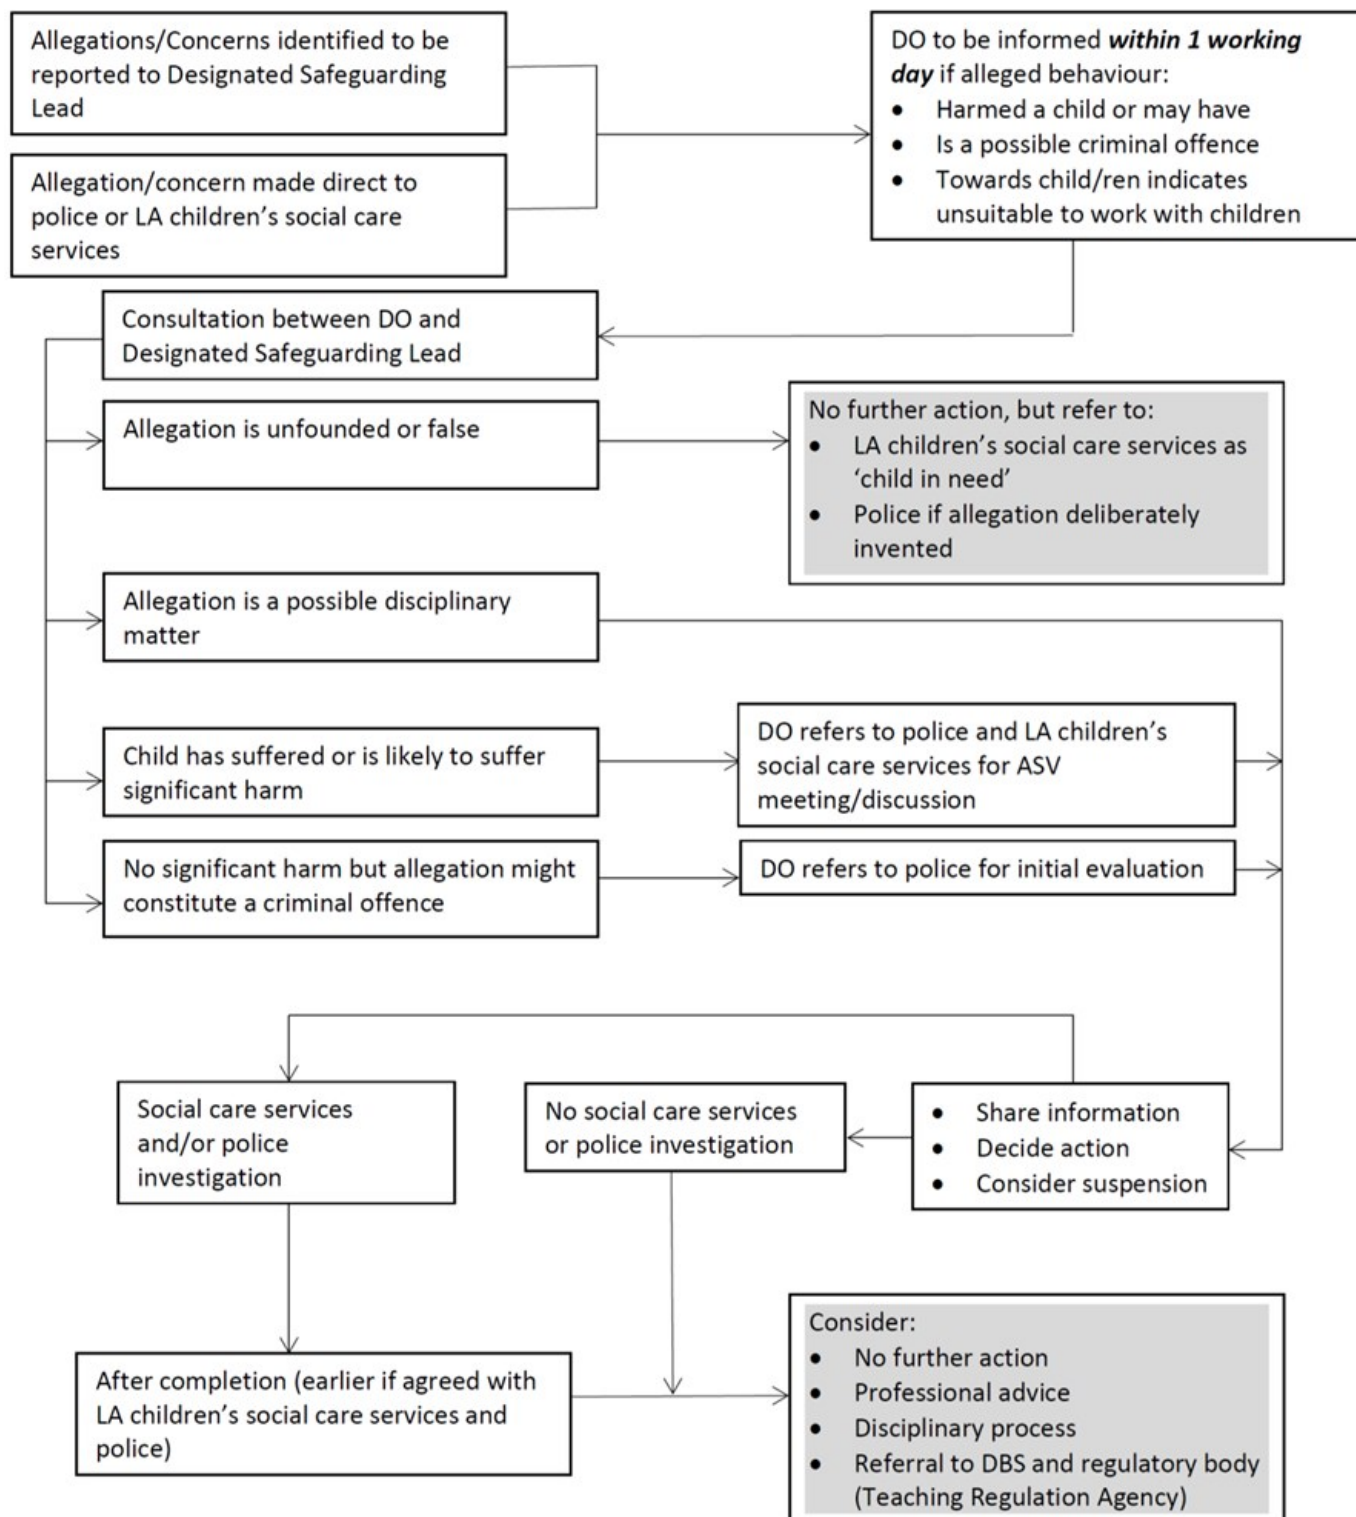 Allegations/Concerns identified to be
reported to Designated Safeguarding
Lead
Allegation/concern made direct to
police or LA children's social care
services
DO to be informed within 1 working
day if alleged behaviour:
• Harmed a child or may have
• Is a possible criminal offence
• Towards child/ren indicates
unsuitable to work with children
Consultation between DO and
Designated Safeguarding Lead
Allegation is unfounded or false
No further action, but refer to:
• LA children's social care services as
‘child in need’
• Police if allegation deliberately
invented
Allegation is a possible disciplinary
matter
Child has suffered or is likely to suffer
significant harm
DO refers to police and LA children's
social care services for ASV
meeting/discussion
No significant harm but allegation might
constitute a criminal offence
DO refers to police for initial evaluation
Social care services
and/or police
investigation
No social care services
or police investigation
• Share information
• Decide action
• Consider suspension
After completion (earlier if agreed with
LA children's social care services and
police)
Consider:
• No further action
• Professional advice
• Disciplinary process
• Referral to DBS and regulatory body
(Teaching Regulation Agency)